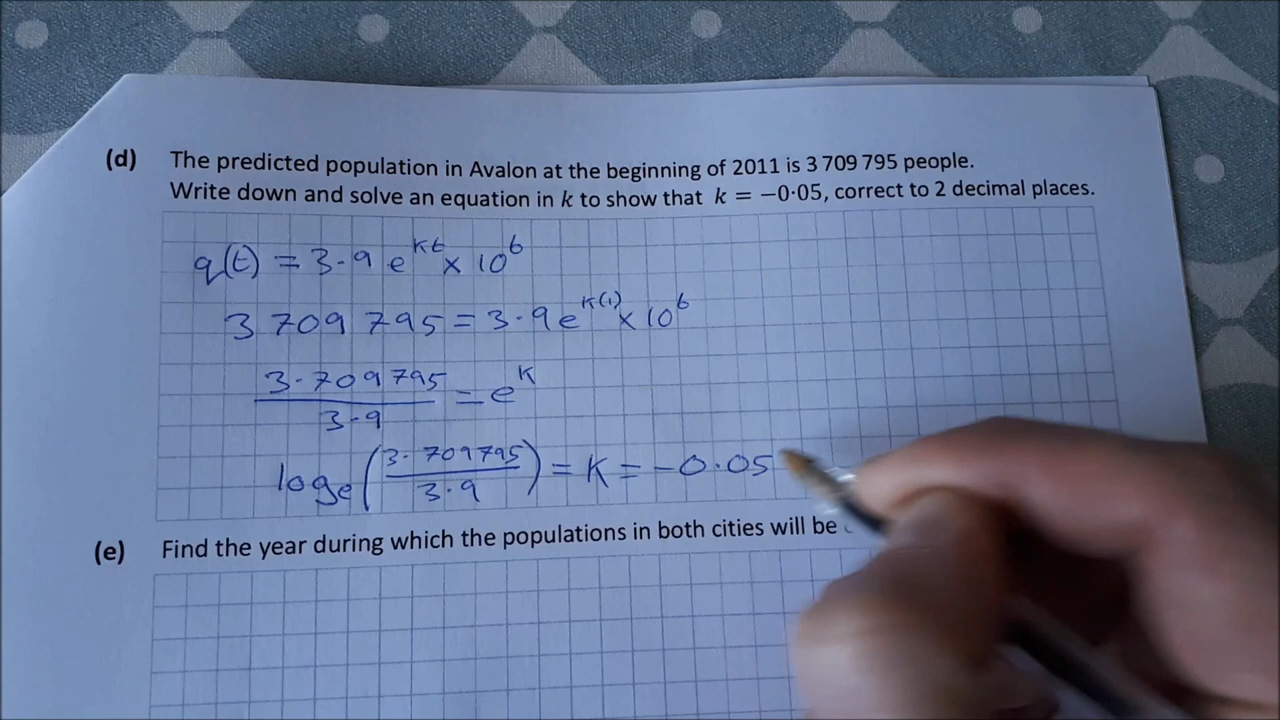 (d) The predicted population in Avalon at the beginning of 2011 is 3 709 795 people.
Write down and solve an equation in k to show that k = −0·05, correct to 2 decimal places.
q(t) = 3·9 e^{kt} × 10^6
3 709 795 = 3·9 e^{k(1)} × 10^6
3·709795 / 3·9 = e^k
log_e (3·709795 / 3·9) = k = −0·05
(e) Find the year during which the populations in both cities will be